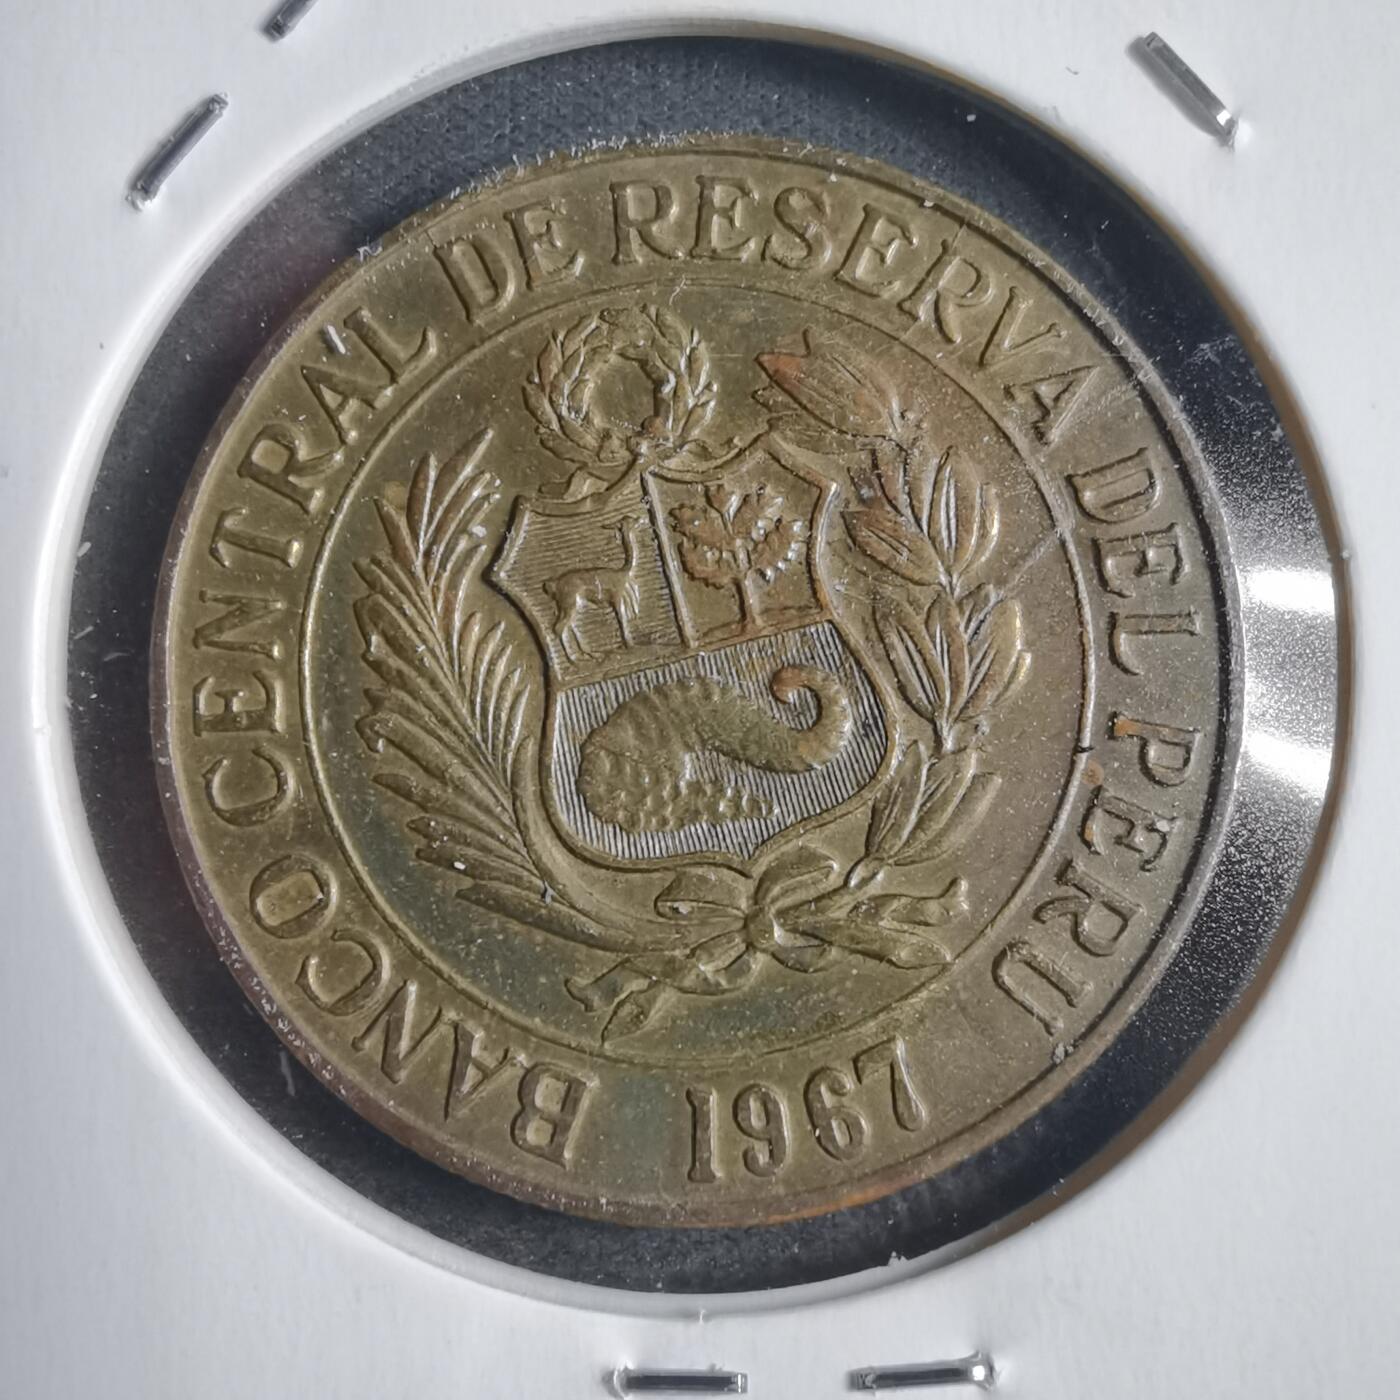 BANCO CENTRAL DE RESERVA DEL PERU
1967